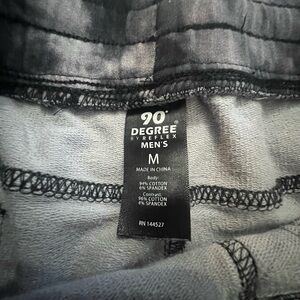 90°
DEGREE
BY REFLEX
MEN'S
M
MADE IN CHINA
Body:
94% COTTON
6% SPANDEX
Contrast:
96% COTTON
4% SPANDEX
RN 144527